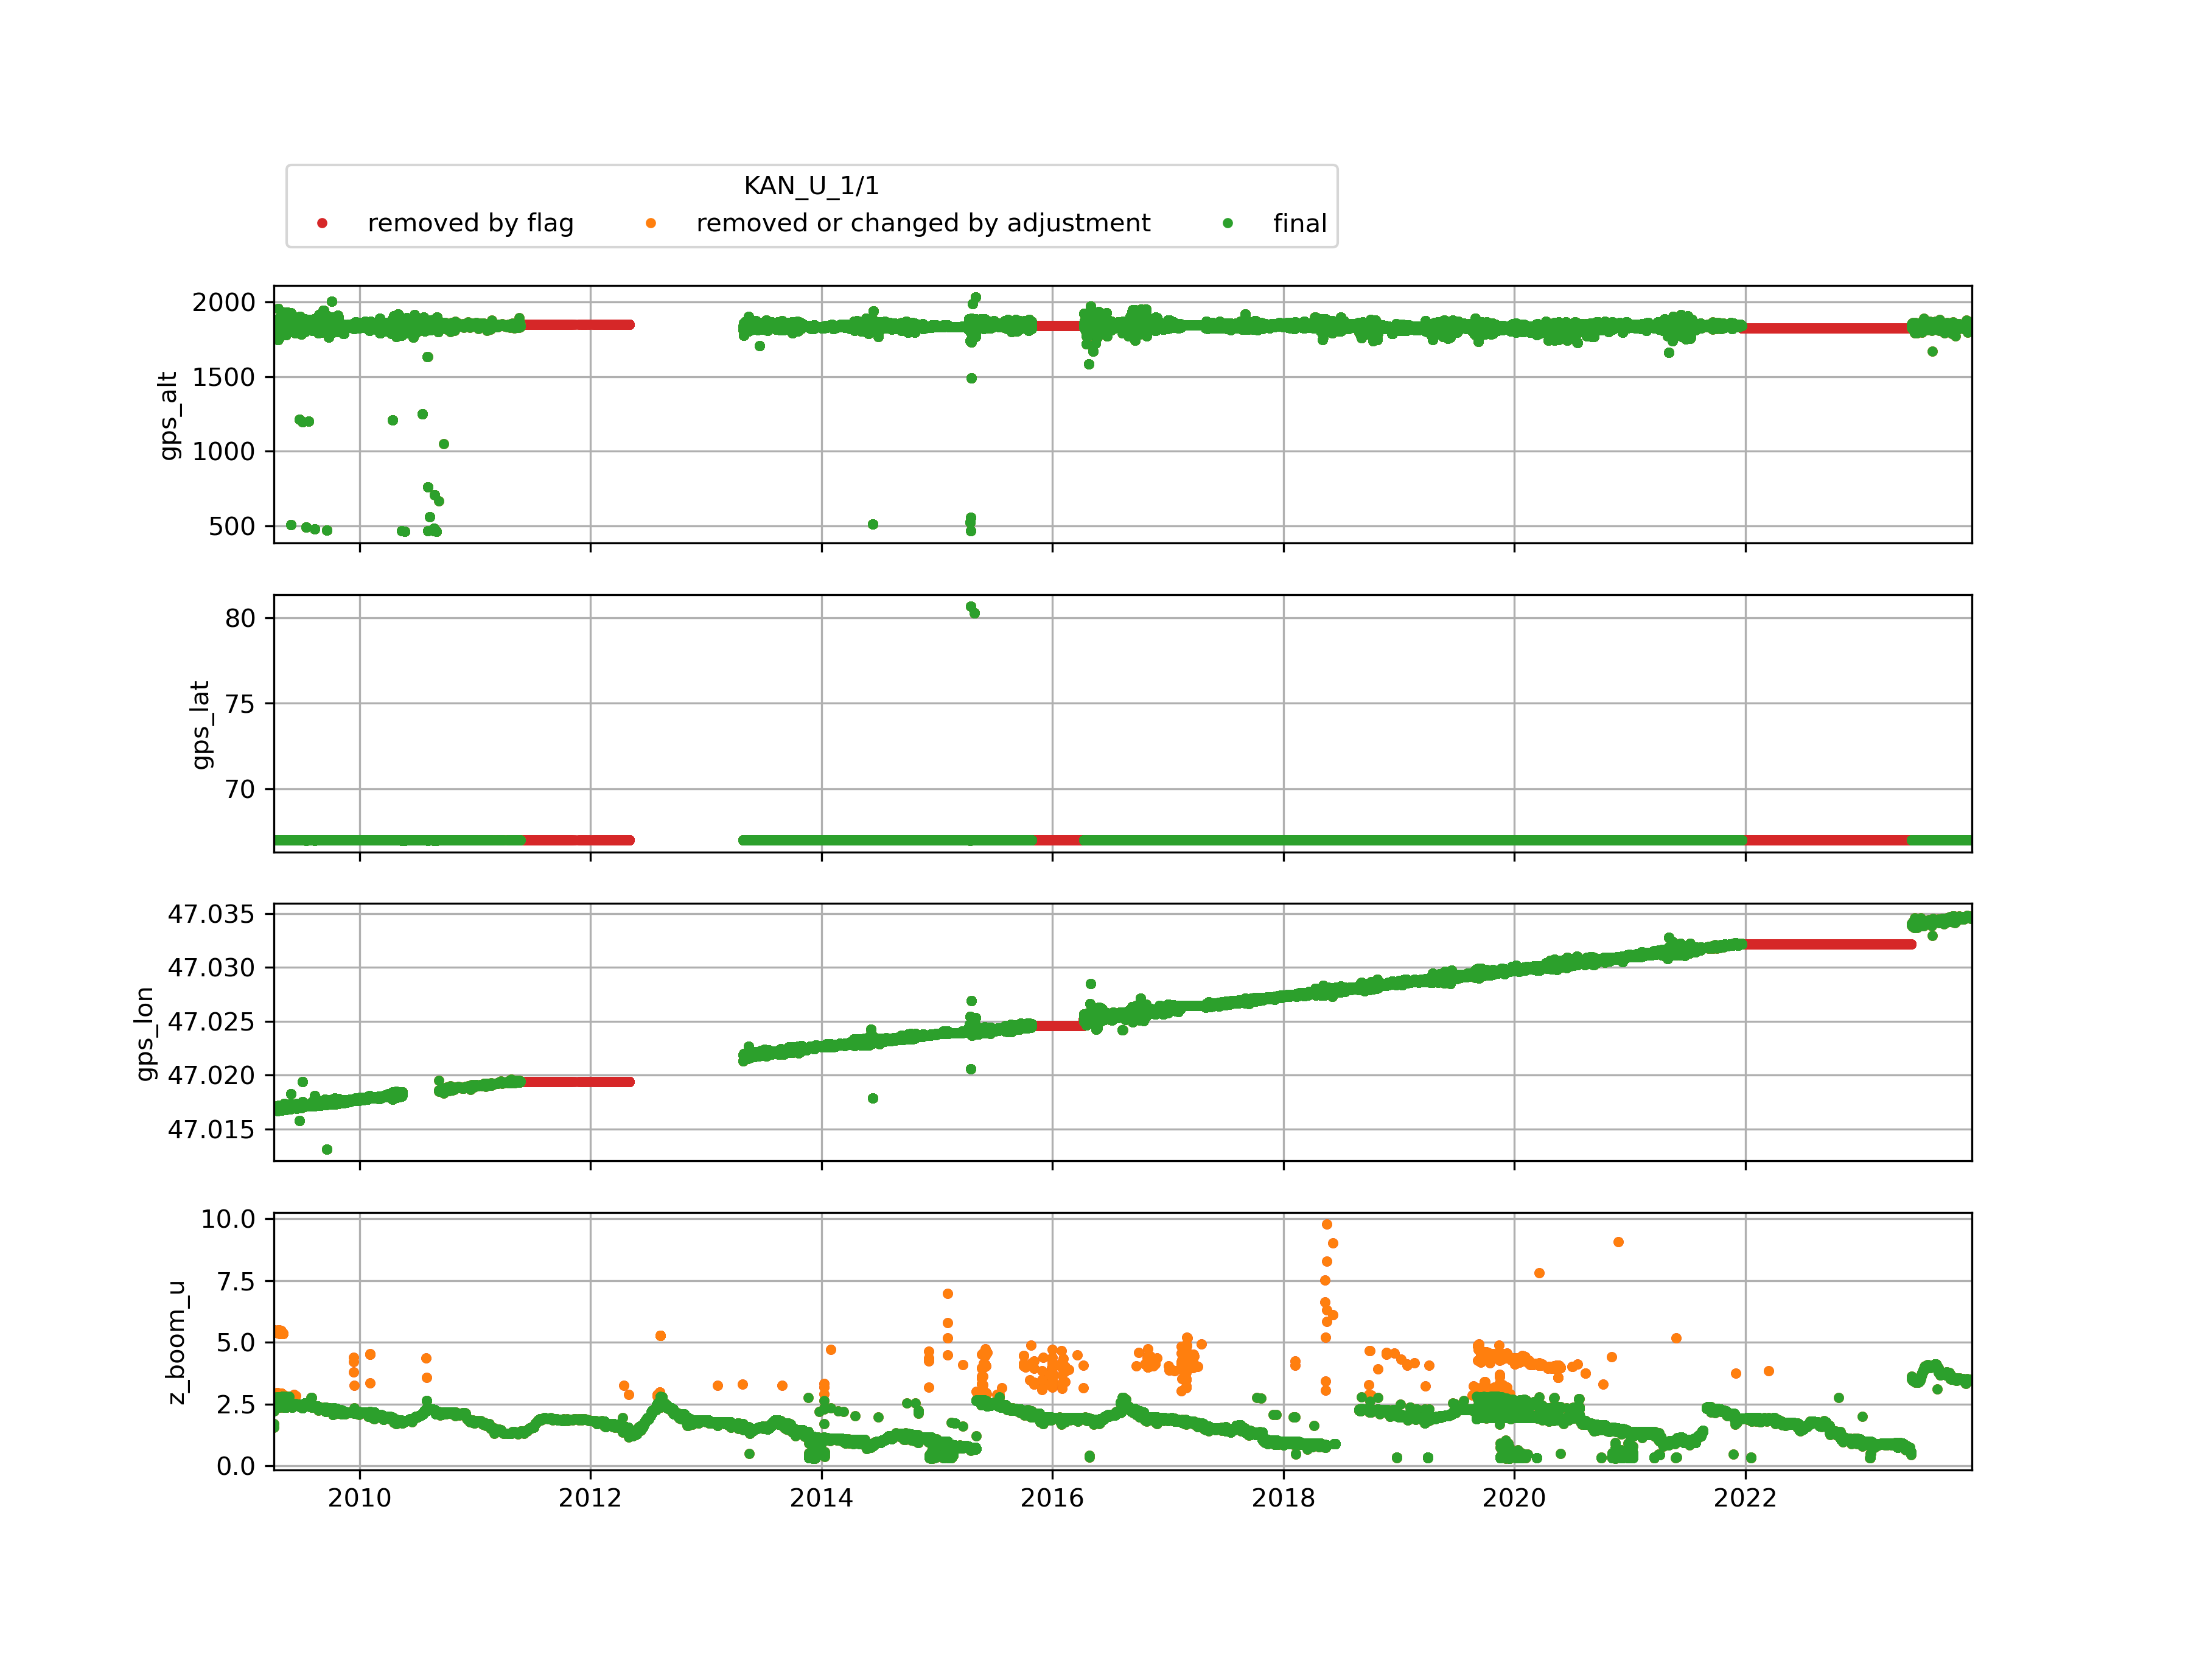 KAN_U_1/1
removed by flag removed or changed by adjustment final
2000
1500
1000
500
gps_alt
80
75
70
gps_lat
47.035
47.030
47.025
47.020
47.015
gps_lon
10.0
7.5
5.0
2.5
0.0
z_boom_u
2010 2012 2014 2016 2018 2020 2022